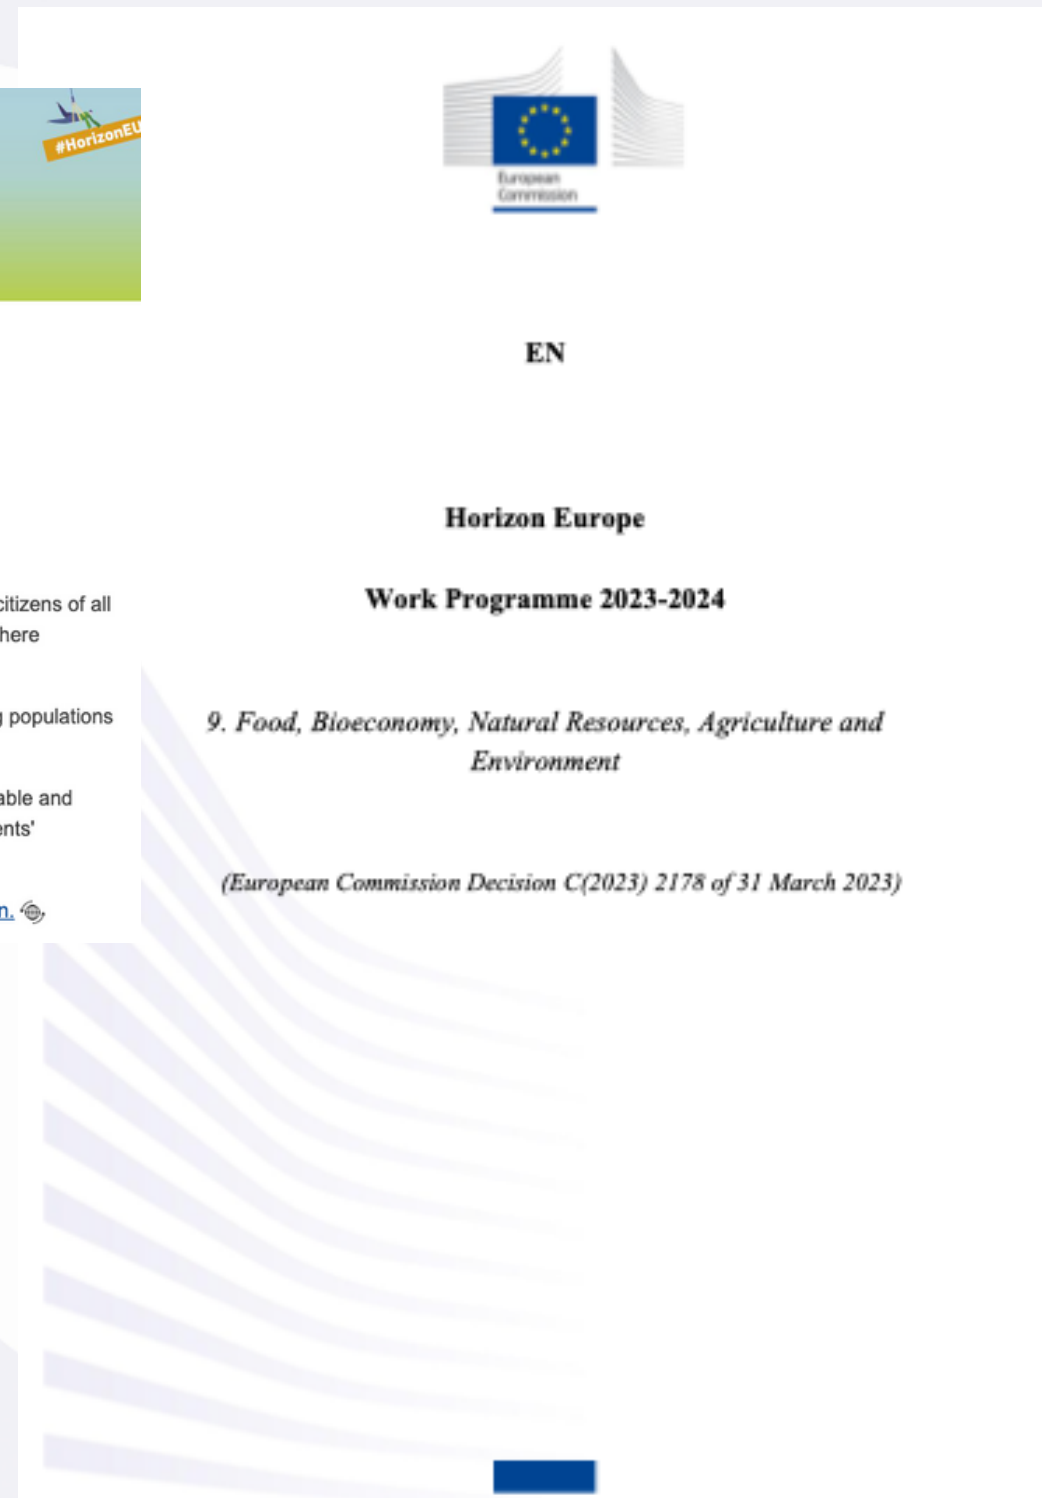 #HorizonEU
European
Commission
EN
Horizon Europe
Work Programme 2023-2024
9. Food, Bioeconomy, Natural Resources, Agriculture and
Environment
(European Commission Decision C(2023) 2178 of 31 March 2023)
citizens of all
here
populations
able and
ents'
n.